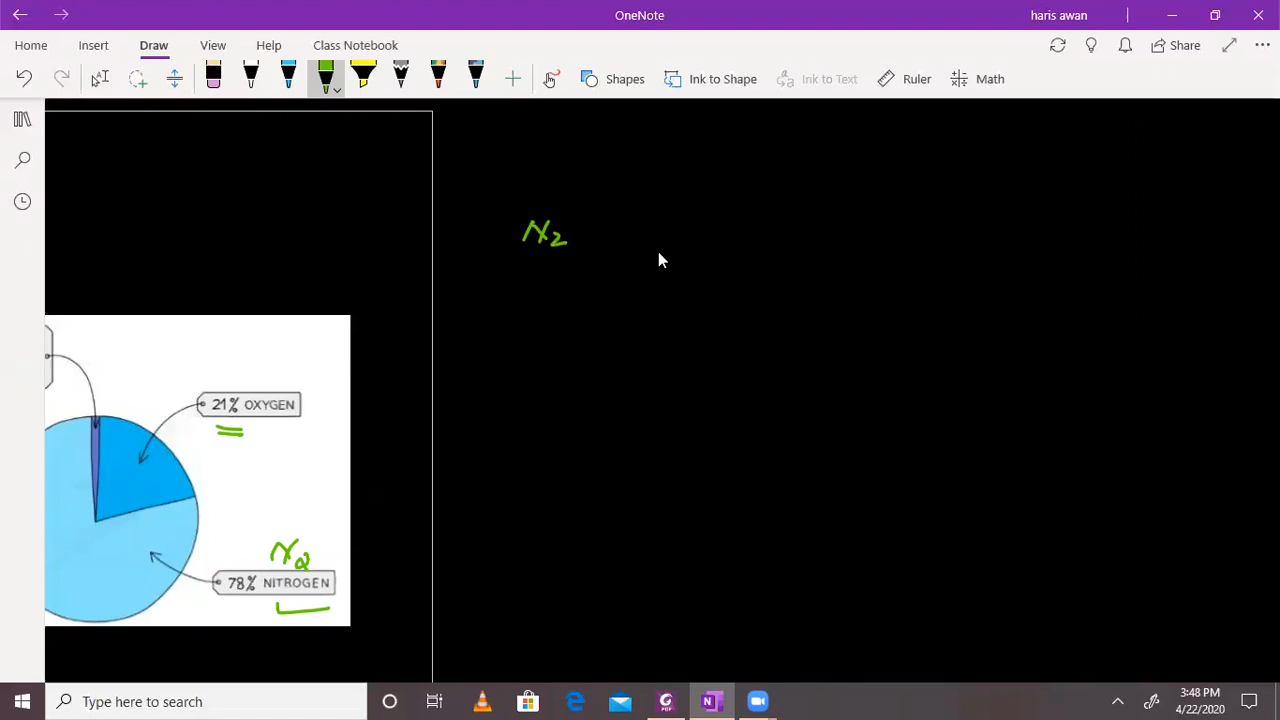 OneNote
haris awan
Home Insert Draw View Help Class Notebook
Share
Shapes Ink to Shape Ink to Text Ruler Math
N2
21% OXYGEN
N2
78% NITROGEN
Type here to search
3:48 PM
4/22/2020